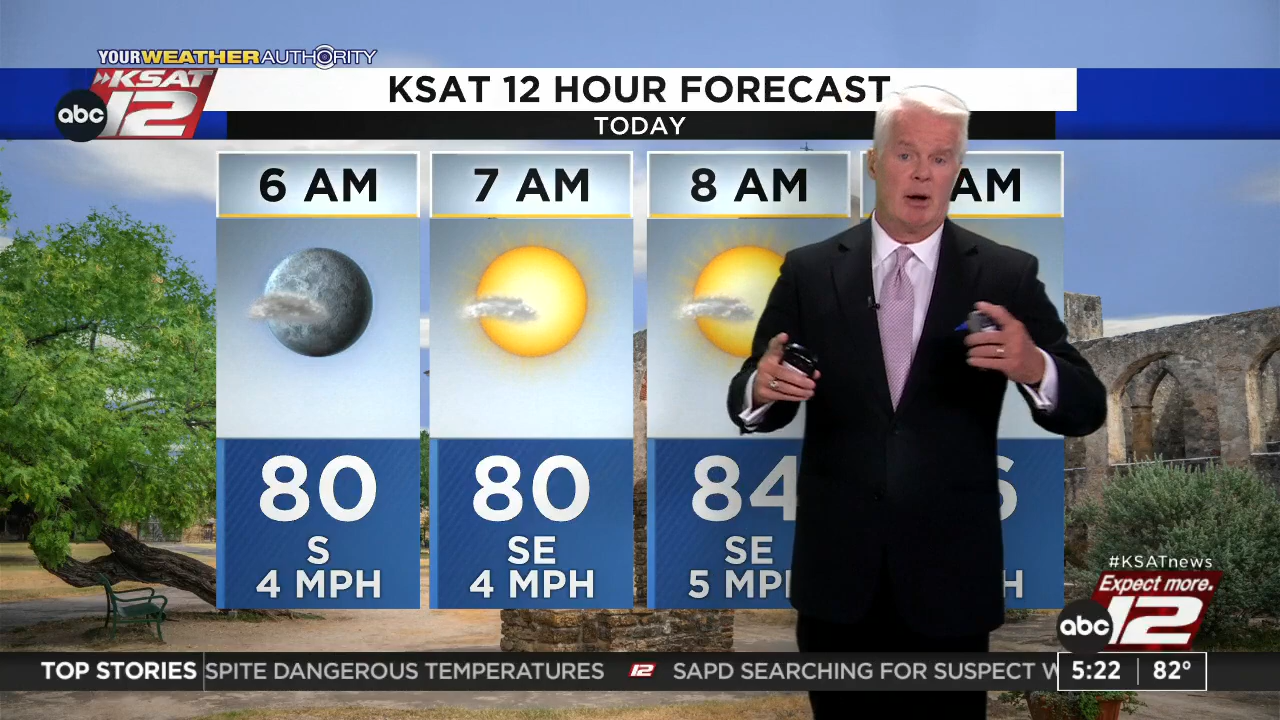 YOURWEATHERAUTHORITY
KSAT
abc 12
KSAT 12 HOUR FORECAST
TODAY
6 AM
7 AM
8 AM
AM
80
80
84
6
S
SE
SE
4 MPH
4 MPH
5 MPH
H
#KSATnews
Expect more.
abc 12
TOP STORIES SPITE DANGEROUS TEMPERATURES 12 SAPD SEARCHING FOR SUSPECT W
5:22 82°